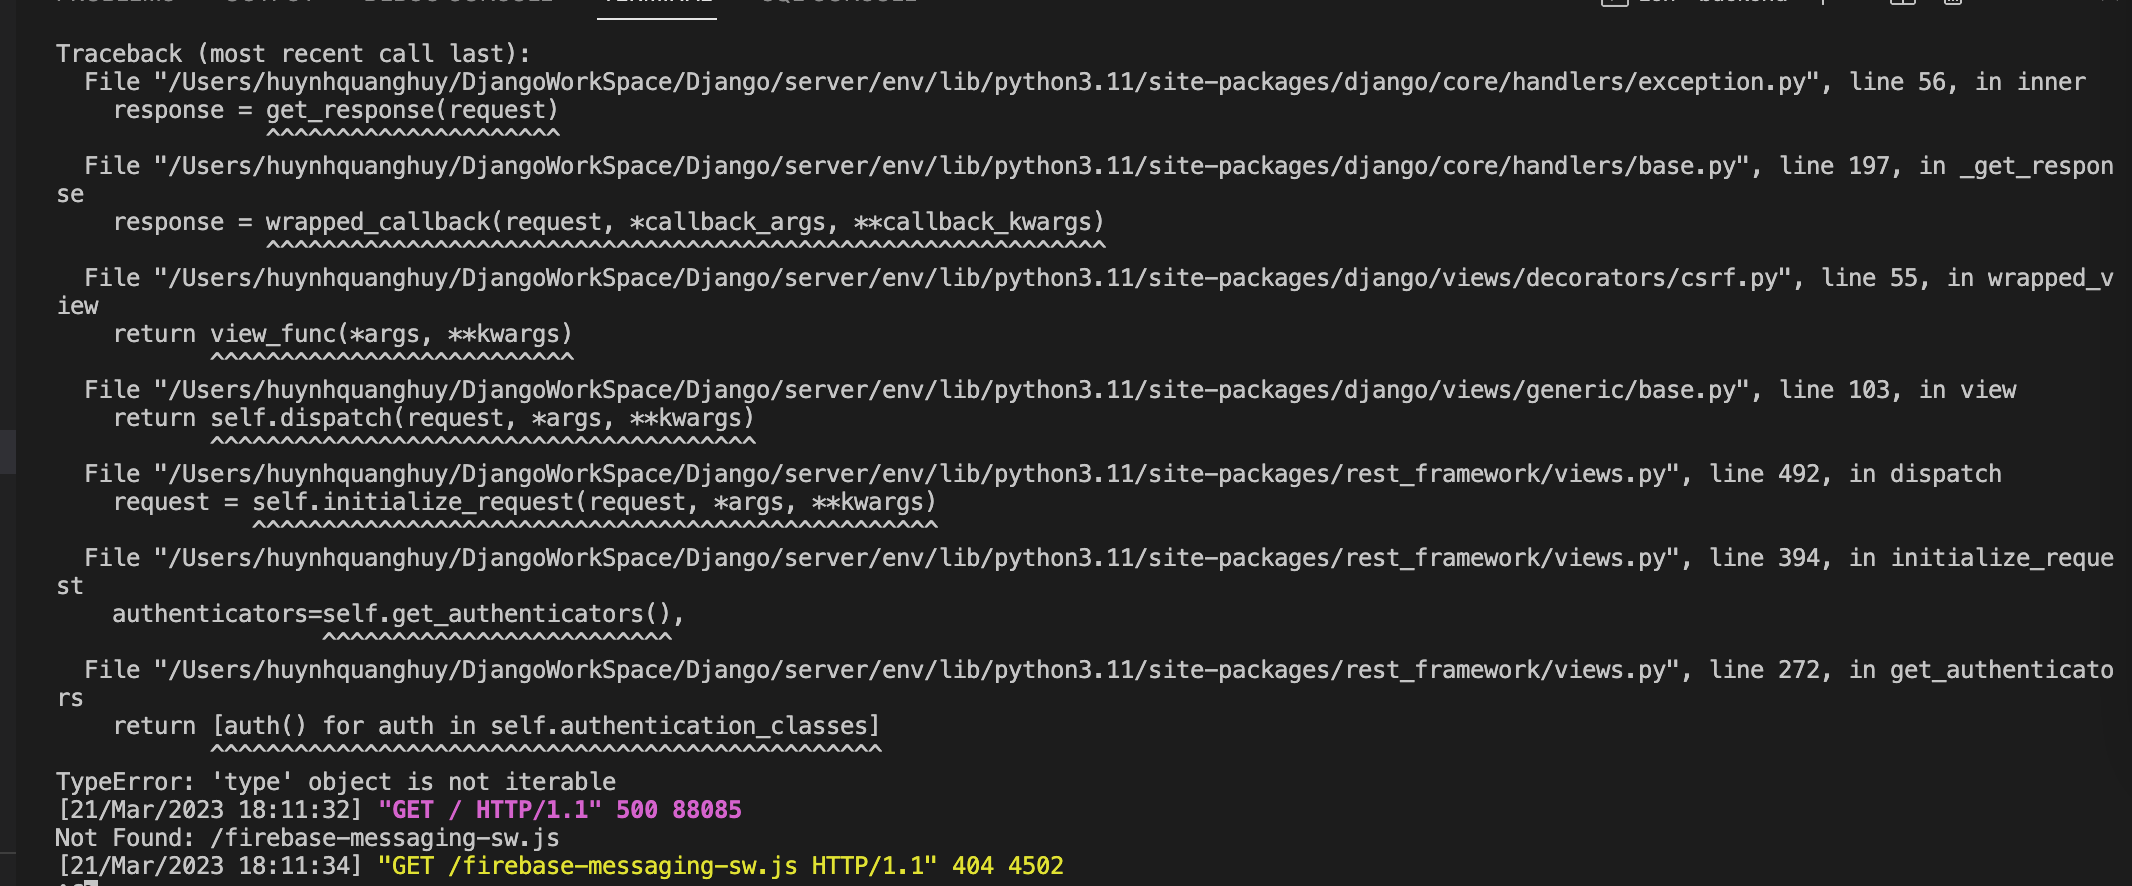 TERMINAL
Traceback (most recent call last):
  File "/Users/huynhquanghuy/DjangoWorkSpace/Django/server/env/lib/python3.11/site-packages/django/core/handlers/exception.py", line 56, in inner
    response = get_response(request)
               ^^^^^^^^^^^^^^^^^^^^^
  File "/Users/huynhquanghuy/DjangoWorkSpace/Django/server/env/lib/python3.11/site-packages/django/core/handlers/base.py", line 197, in _get_respon
se
    response = wrapped_callback(request, *callback_args, **callback_kwargs)
               ^^^^^^^^^^^^^^^^^^^^^^^^^^^^^^^^^^^^^^^^^^^^^^^^^^^^^^^^^^^^
  File "/Users/huynhquanghuy/DjangoWorkSpace/Django/server/env/lib/python3.11/site-packages/django/views/decorators/csrf.py", line 55, in wrapped_v
iew
    return view_func(*args, **kwargs)
           ^^^^^^^^^^^^^^^^^^^^^^^^^^
  File "/Users/huynhquanghuy/DjangoWorkSpace/Django/server/env/lib/python3.11/site-packages/django/views/generic/base.py", line 103, in view
    return self.dispatch(request, *args, **kwargs)
           ^^^^^^^^^^^^^^^^^^^^^^^^^^^^^^^^^^^^^^^
  File "/Users/huynhquanghuy/DjangoWorkSpace/Django/server/env/lib/python3.11/site-packages/rest_framework/views.py", line 492, in dispatch
    request = self.initialize_request(request, *args, **kwargs)
              ^^^^^^^^^^^^^^^^^^^^^^^^^^^^^^^^^^^^^^^^^^^^^^^^^
  File "/Users/huynhquanghuy/DjangoWorkSpace/Django/server/env/lib/python3.11/site-packages/rest_framework/views.py", line 394, in initialize_reque
st
    authenticators=self.get_authenticators(),
                   ^^^^^^^^^^^^^^^^^^^^^^^^^
  File "/Users/huynhquanghuy/DjangoWorkSpace/Django/server/env/lib/python3.11/site-packages/rest_framework/views.py", line 272, in get_authenticato
rs
    return [auth() for auth in self.authentication_classes]
           ^^^^^^^^^^^^^^^^^^^^^^^^^^^^^^^^^^^^^^^^^^^^^^^^
TypeError: 'type' object is not iterable
[21/Mar/2023 18:11:32] "GET / HTTP/1.1" 500 88085
Not Found: /firebase-messaging-sw.js
[21/Mar/2023 18:11:34] "GET /firebase-messaging-sw.js HTTP/1.1" 404 4502